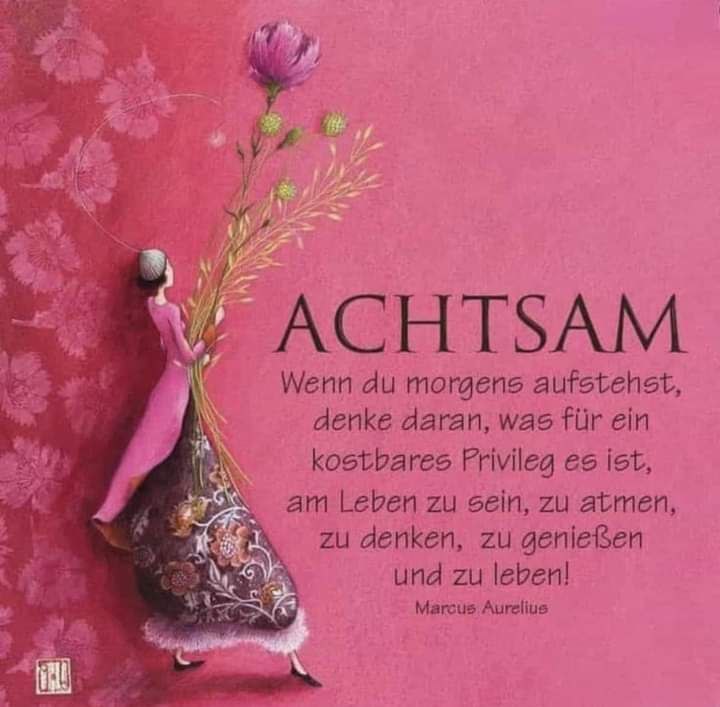 ACHTSAM
Wenn du morgens aufstehst,
denke daran, was für ein
kostbares Privileg es ist,
am Leben zu sein, zu atmen,
zu denken, zu genießen
und zu leben!
Marcus Aurelius